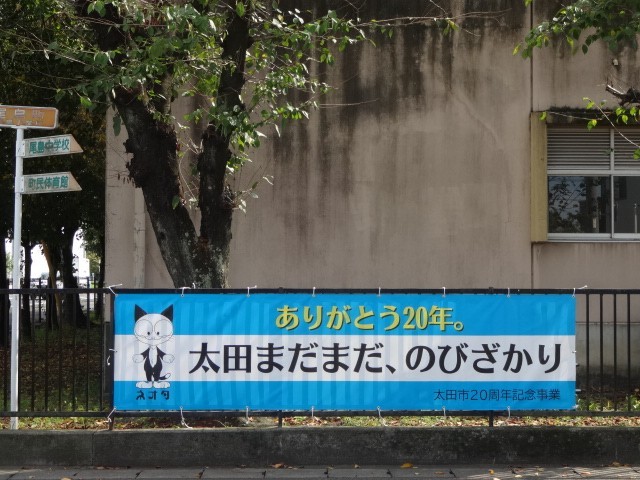 尾島中学校
町民体育館
ありがとう20年。
太田まだまだ、のびざかり
太田市20周年記念事業